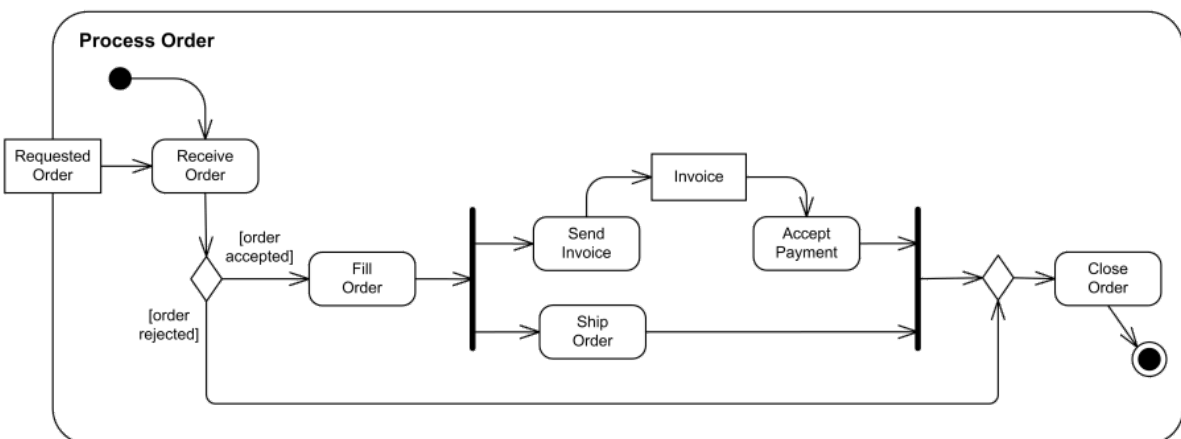 Process Order
Requested
Order
Receive
Order
[order
accepted]
[order
rejected]
Fill
Order
Send
Invoice
Invoice
Accept
Payment
Ship
Order
Close
Order